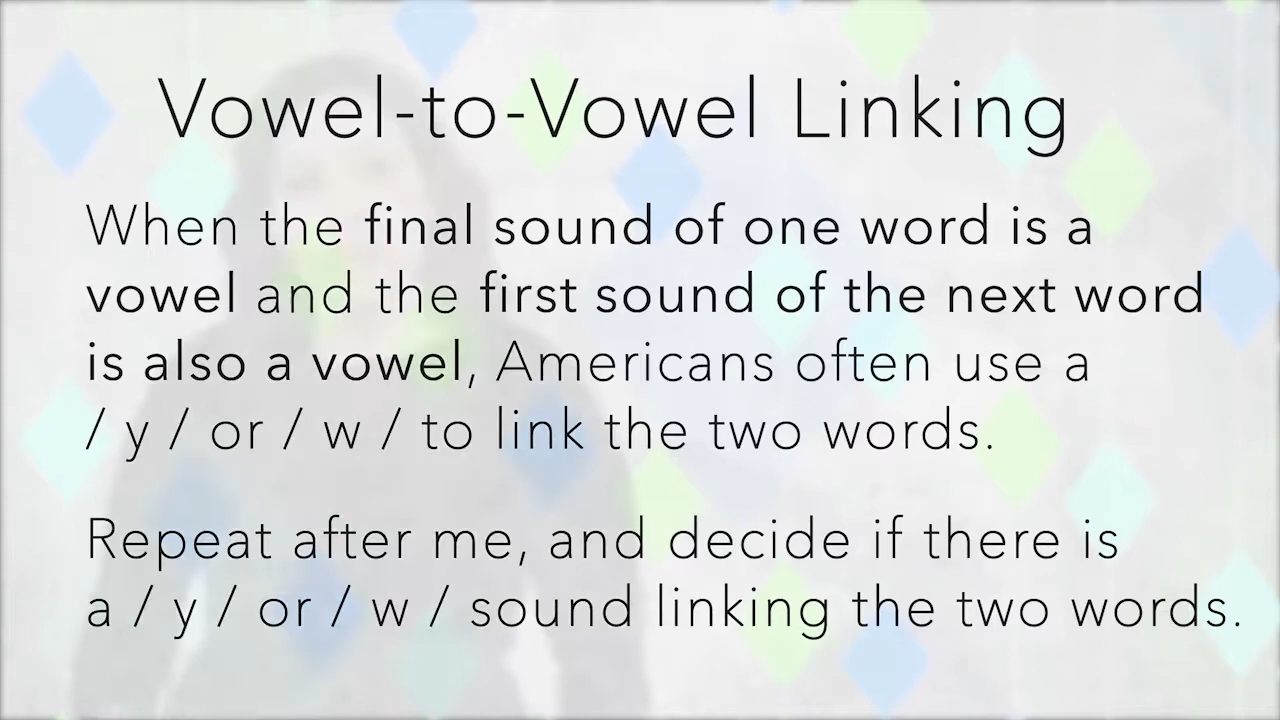 Vowel-to-Vowel Linking
When the final sound of one word is a
vowel and the first sound of the next word
is also a vowel, Americans often use a
/ y / or / w / to link the two words.
Repeat after me, and decide if there is
a / y / or / w / sound linking the two words.